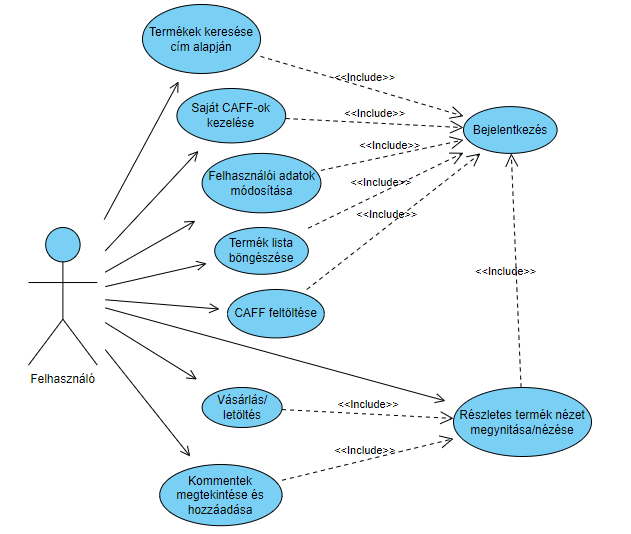 Termékek keresése
cím alapján
<<Include>>
Saját CAFF-ok
kezelése
<<Include>>
Bejelentkezés
<<Include>>
Felhasználói adatok
módosítása
<<Include>>
<<Include>>
Termék lista
böngészése
<<Include>>
CAFF feltöltése
Felhasználó
Vásárlás/
letöltés
<<Include>>
Részletes termék nézet
megynitása/nézése
<<Include>>
Kommentek
megtekintése és
hozzáadása